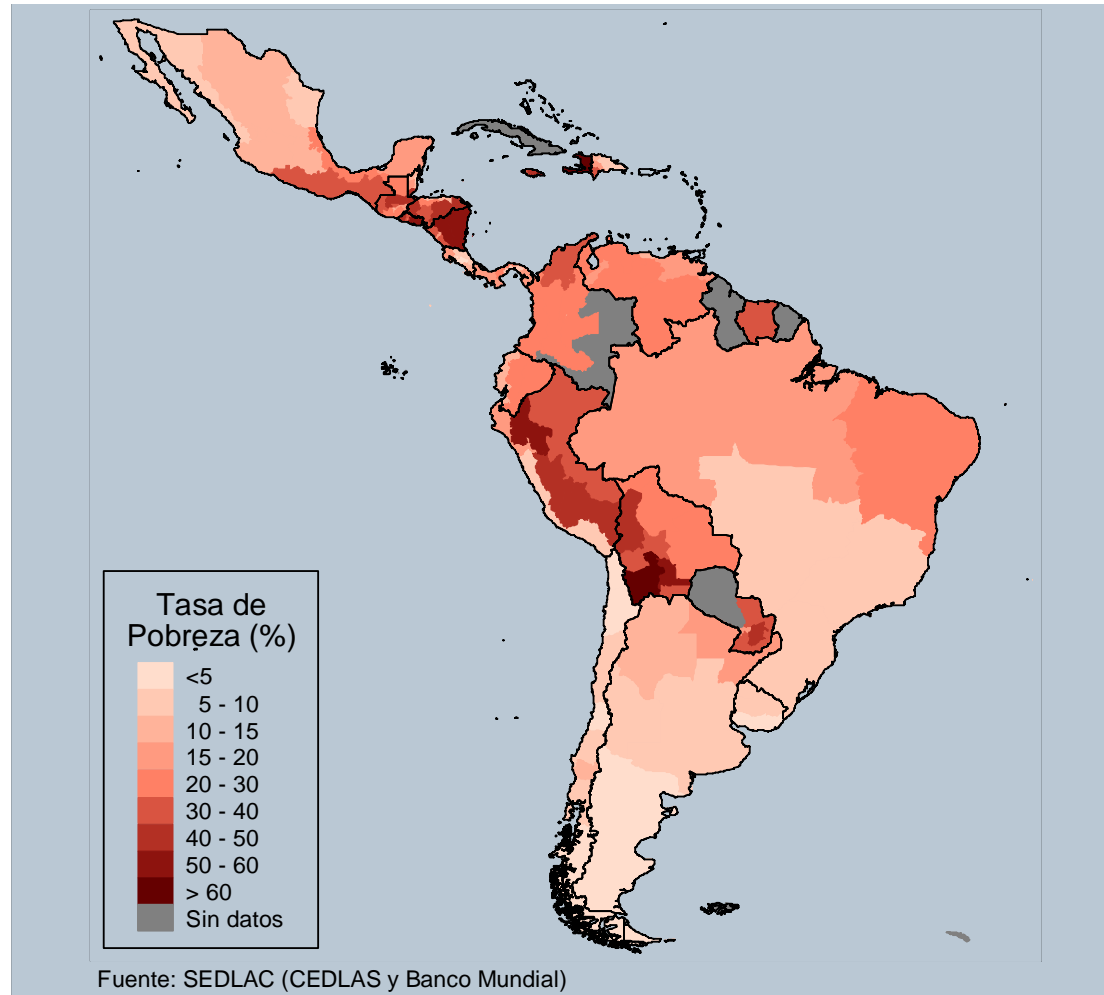 Tasa de
Pobreza (%)
<5
5 - 10
10 - 15
15 - 20
20 - 30
30 - 40
40 - 50
50 - 60
> 60
Sin datos
Fuente: SEDLAC (CEDLAS y Banco Mundial)